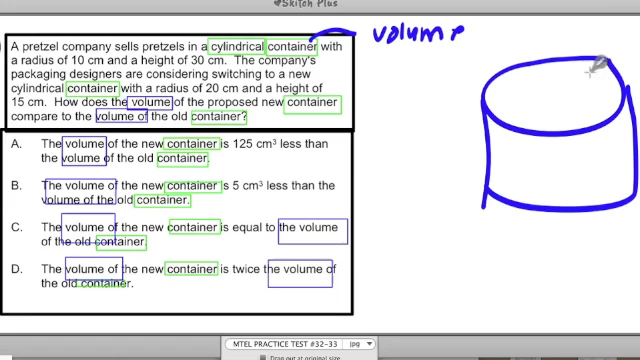 Skitch Plus
volume
A pretzel company sells pretzels in a cylindrical container with
a radius of 10 cm and a height of 30 cm. The company's
packaging designers are considering switching to a new
cylindrical container with a radius of 20 cm and a height of
15 cm. How does the volume of the proposed new container
compare to the volume of the old container?
A. The volume of the new container is 125 cm³ less than
the volume of the old container.
B. The volume of the new container is 5 cm³ less than the
volume of the old container.
C. The volume of the new container is equal to the volume
of the old container.
D. The volume of the new container is twice the volume of
the old container.
MTEL PRACTICE TEST #32-33 jpg
Drag out at original size